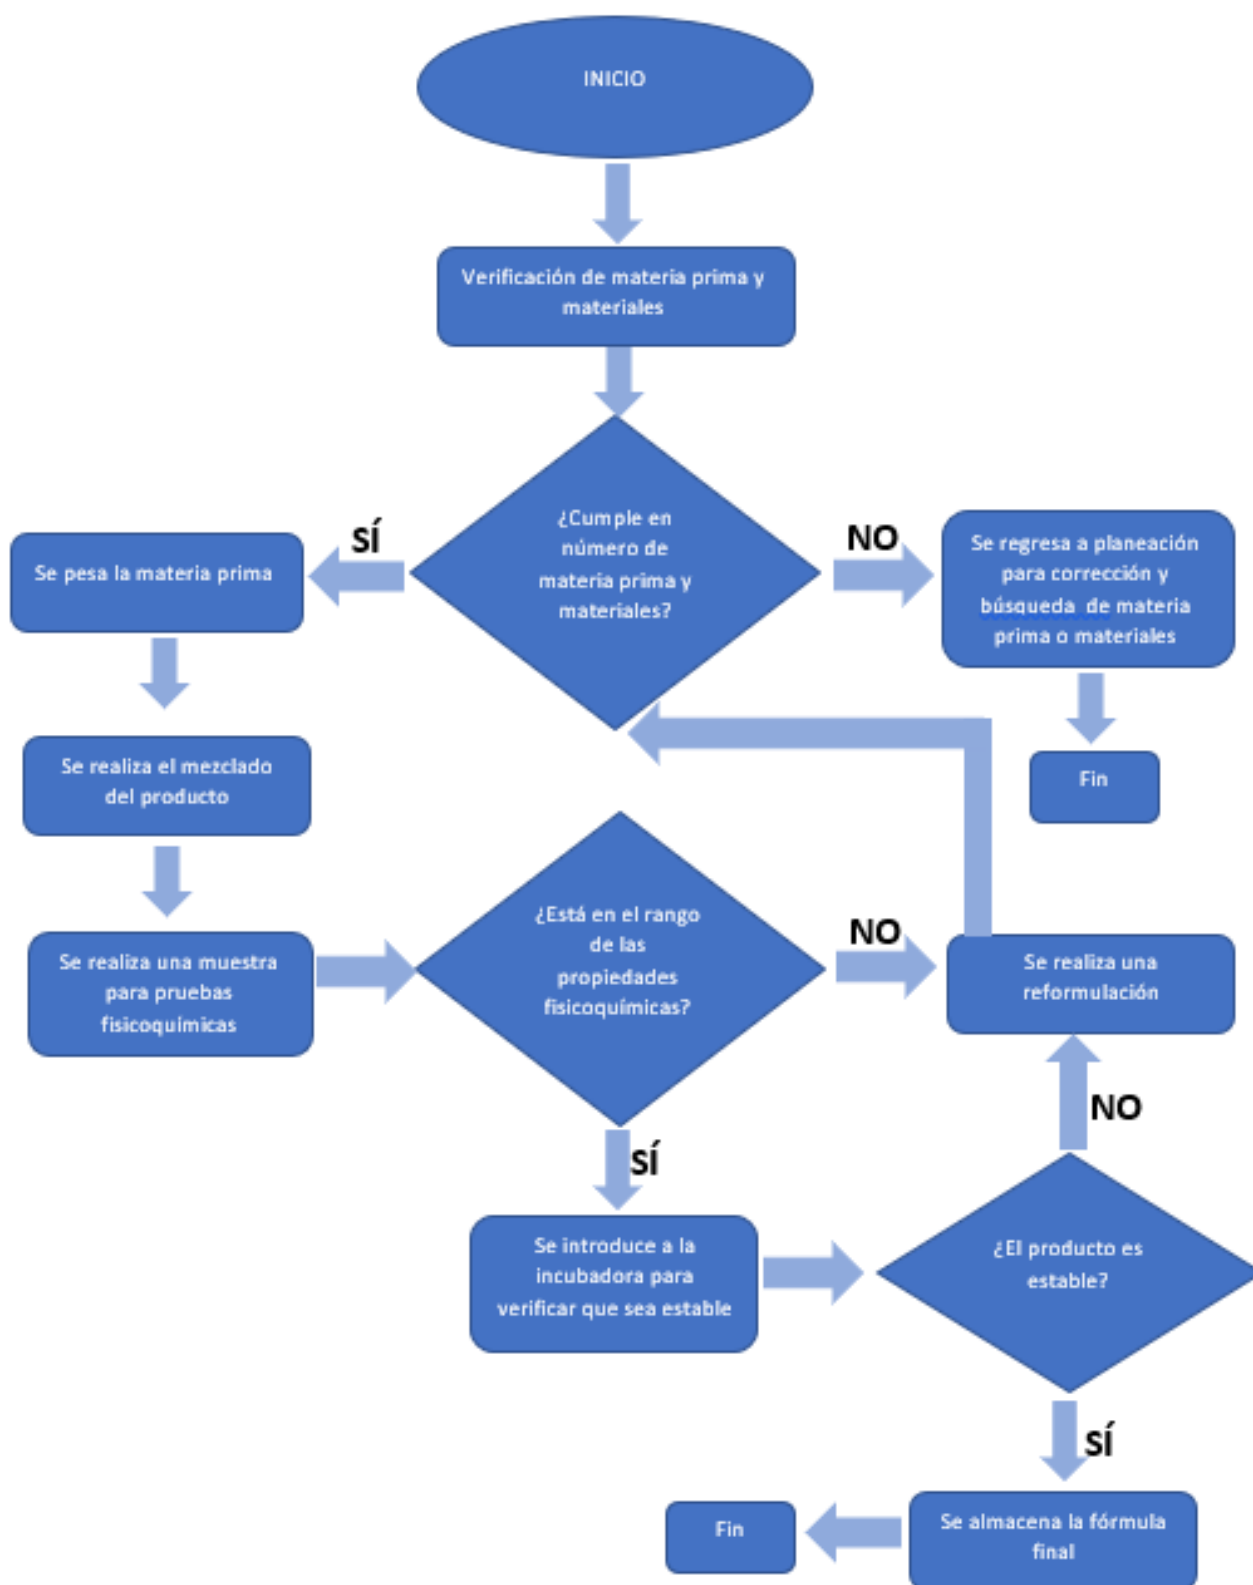 INICIO
Verificación de materia prima y
materiales
¿Cumple en
número de
materia prima y
materiales?
SÍ
NO
Se pesa la materia prima
Se regresa a planeación
para corrección y
búsqueda de materia
prima o materiales
Fin
Se realiza el mezclado
del producto
Se realiza una muestra
para pruebas
fisicoquímicas
¿Está en el rango
de las
propiedades
fisicoquímicas?
NO
Se realiza una
reformulación
SÍ
NO
Se introduce a la
incubadora para
verificar que sea estable
¿El producto es
estable?
SÍ
Se almacena la fórmula
final
Fin